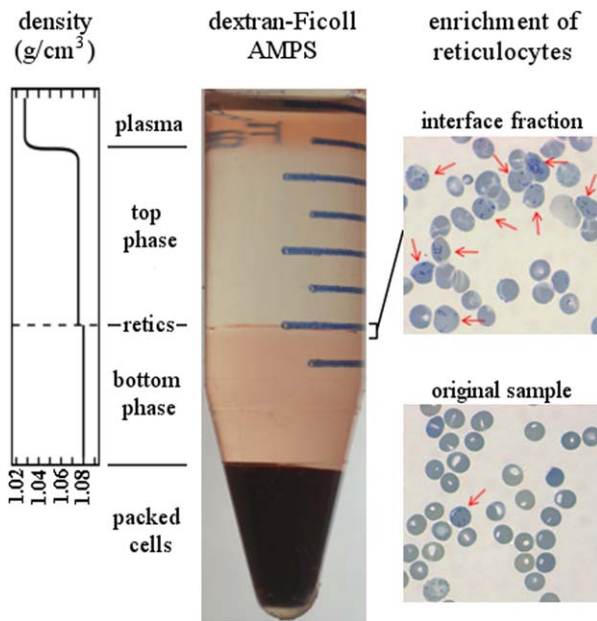 density
(g/cm³)
dextran-Ficoll
AMPS
enrichment of
reticulocytes
plasma
top
phase
retics
bottom
phase
packed
cells
1.02
1.04
1.06
1.08
interface fraction
original sample